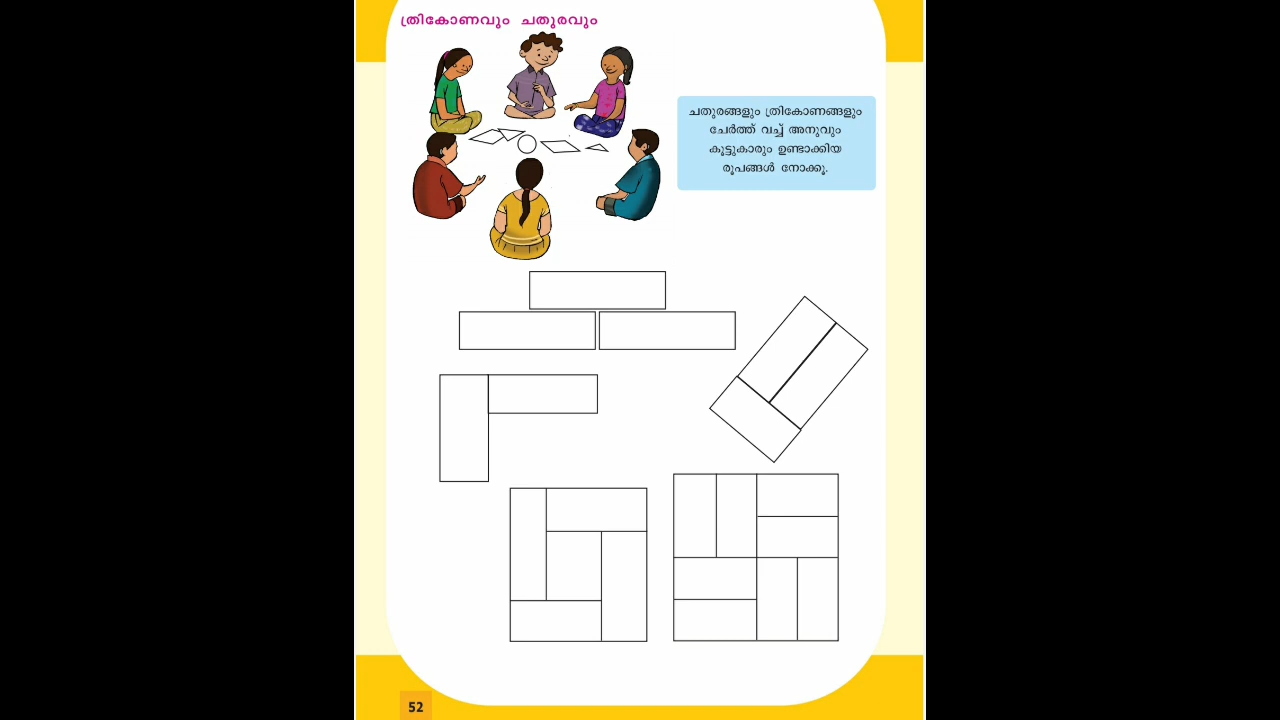 ത്രികോണവും ചതുരവും
ചതുരങ്ങളും ത്രികോണങ്ങളും
ചേർത്ത് വച്ച് അനുവും
കൂട്ടുകാരും ഉണ്ടാക്കിയ
രൂപങ്ങൾ നോക്കൂ.
52